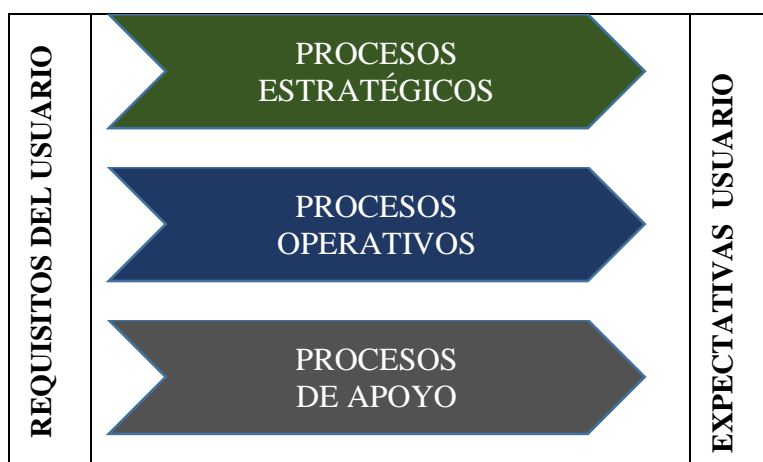 REQUISITOS DEL USUARIO
PROCESOS
ESTRATÉGICOS
PROCESOS
OPERATIVOS
PROCESOS
DE APOYO
EXPECTATIVAS USUARIO